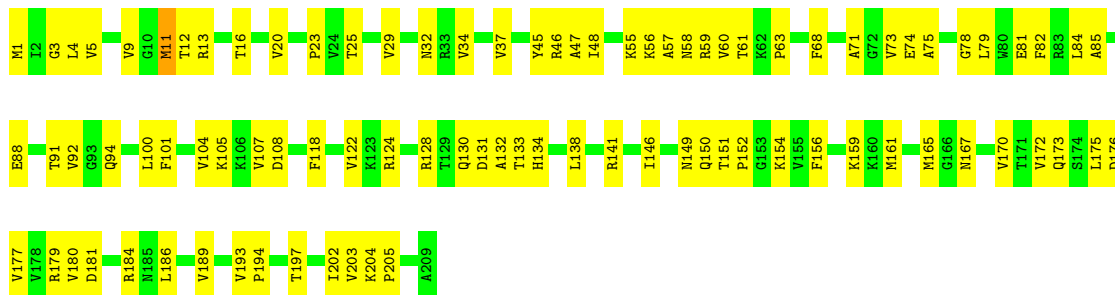 M1 I2 G3 L4 V5 V9 G10 M11 T12 R13 T16 V20 P23 V24 T25 V29 N32 R33 V34 V37 Y45 R46 A47 I48 K55 K56 A57 N58 R59 V60 T61 K62 P63 F68 A71 G72 V73 E74 A75 G78 L79 W80 E81 F82 R83 L84 A85
E88 T91 V92 G93 Q94 L100 F101 V104 K105 K106 V107 D108 F118 V122 K123 R124 R128 T129 Q130 D131 A132 T133 H134 L138 R141 I146 N149 Q150 T151 P152 G153 K154 V155 F156 K159 K160 M161 M165 G166 N167 V170 T171 V172 Q173 S174 L175
V177 V178 R179 V180 D181 R184 N185 L186 V189 V193 P194 T197 I202 V203 K204 P205 A209